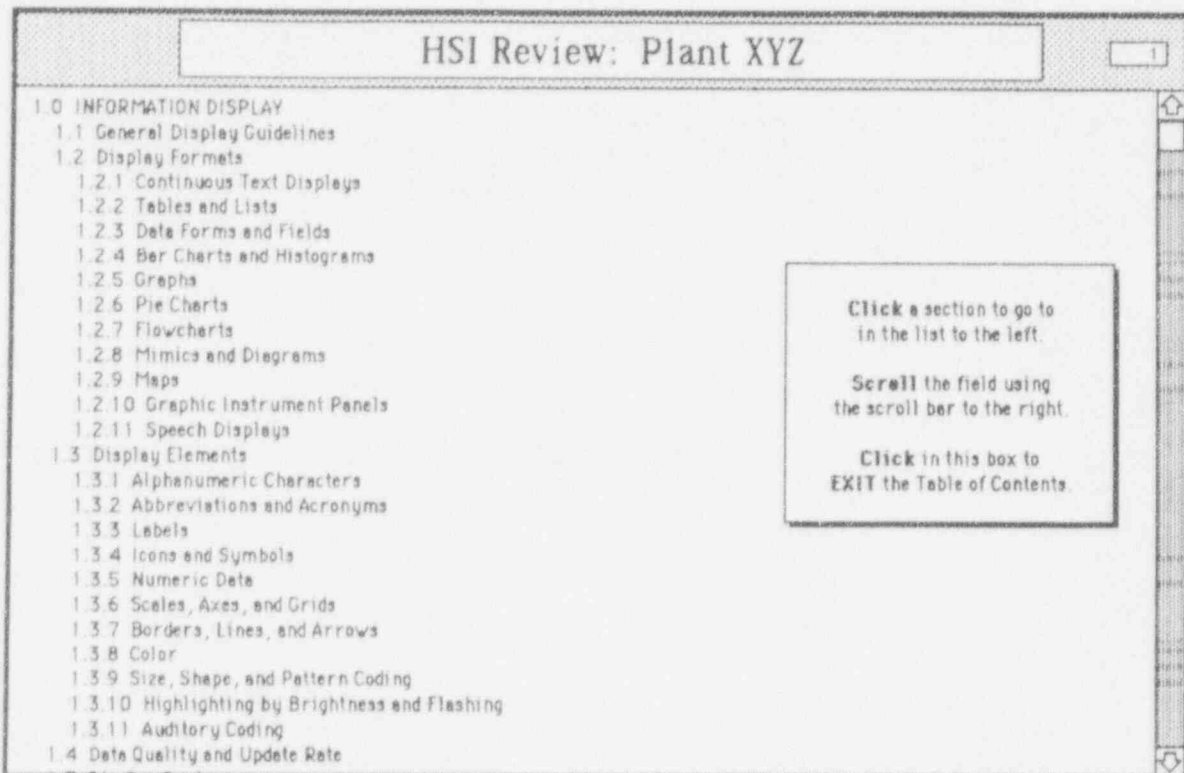 HSI Review: Plant XYZ
1
1.0 INFORMATION DISPLAY
1.1 General Display Guidelines
1.2 Display Formats
1.2.1 Continuous Text Displays
1.2.2 Tables and Lists
1.2.3 Data Forms and Fields
1.2.4 Bar Charts and Histograms
1.2.5 Graphs
1.2.6 Pie Charts
1.2.7 Flowcharts
1.2.8 Mimics and Diagrams
1.2.9 Maps
1.2.10 Graphic Instrument Panels
1.2.11 Speech Displays
1.3 Display Elements
1.3.1 Alphanumeric Characters
1.3.2 Abbreviations and Acronyms
1.3.3 Labels
1.3.4 Icons and Symbols
1.3.5 Numeric Data
1.3.6 Scales, Axes, and Grids
1.3.7 Borders, Lines, and Arrows
1.3.8 Color
1.3.9 Size, Shape, and Pattern Coding
1.3.10 Highlighting by Brightness and Flashing
1.3.11 Auditory Coding
1.4 Data Quality and Update Rate
Click a section to go to
in the list to the left.
Scroll the field using
the scroll bar to the right.
Click in this box to
EXIT the Table of Contents.